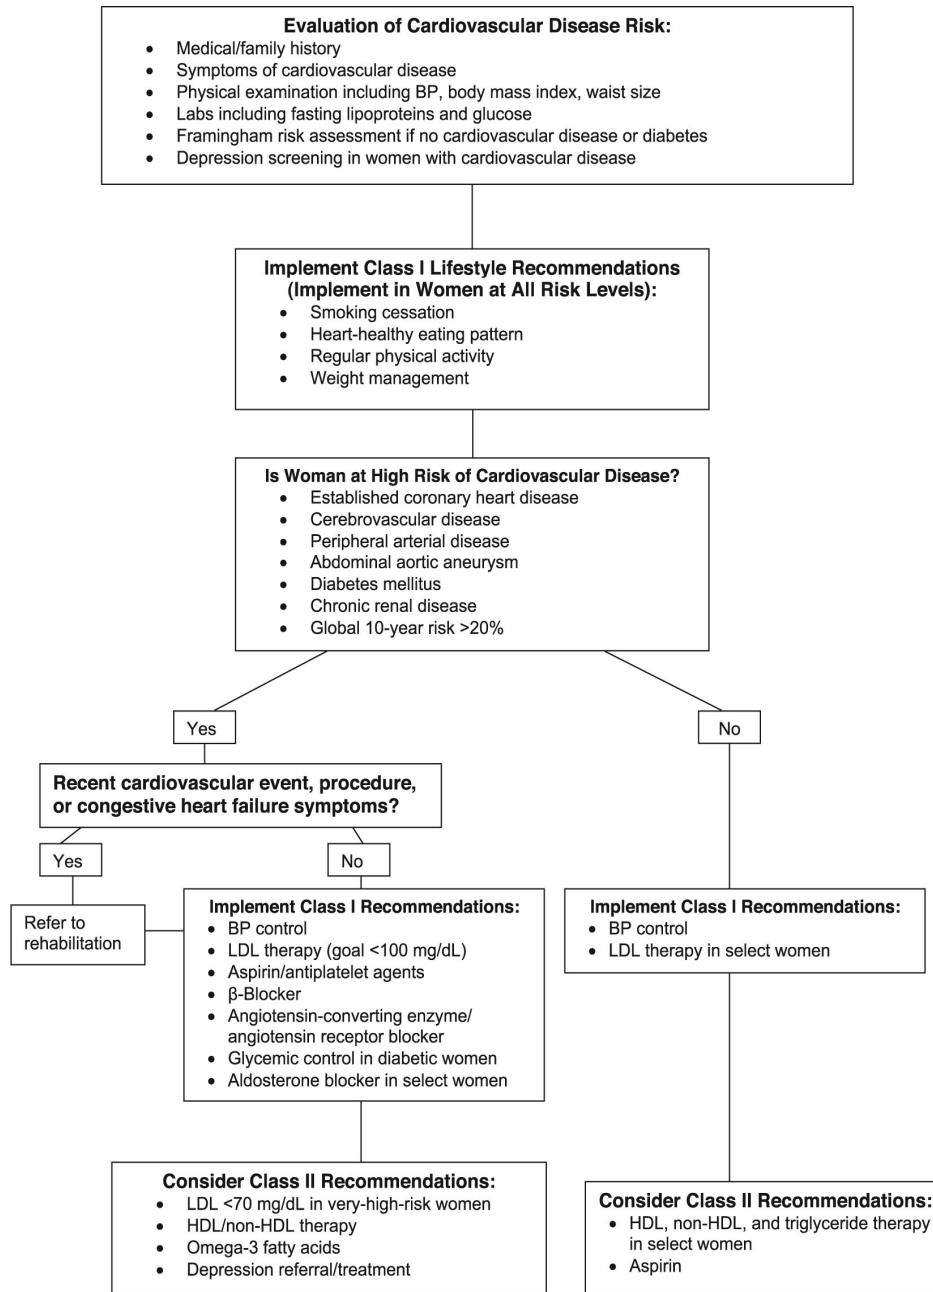 Evaluation of Cardiovascular Disease Risk:
• Medical/family history
• Symptoms of cardiovascular disease
• Physical examination including BP, body mass index, waist size
• Labs including fasting lipoproteins and glucose
• Framingham risk assessment if no cardiovascular disease or diabetes
• Depression screening in women with cardiovascular disease
Implement Class I Lifestyle Recommendations
(Implement in Women at All Risk Levels):
• Smoking cessation
• Heart-healthy eating pattern
• Regular physical activity
• Weight management
Is Woman at High Risk of Cardiovascular Disease?
• Established coronary heart disease
• Cerebrovascular disease
• Peripheral arterial disease
• Abdominal aortic aneurysm
• Diabetes mellitus
• Chronic renal disease
• Global 10-year risk >20%
Yes
No
Recent cardiovascular event, procedure,
or congestive heart failure symptoms?
Yes
No
Refer to
rehabilitation
Implement Class I Recommendations:
• BP control
• LDL therapy (goal <100 mg/dL)
• Aspirin/antiplatelet agents
• β-Blocker
• Angiotensin-converting enzyme/
angiotensin receptor blocker
• Glycemic control in diabetic women
• Aldosterone blocker in select women
Implement Class I Recommendations:
• BP control
• LDL therapy in select women
Consider Class II Recommendations:
• LDL <70 mg/dL in very-high-risk women
• HDL/non-HDL therapy
• Omega-3 fatty acids
• Depression referral/treatment
Consider Class II Recommendations:
• HDL, non-HDL, and triglyceride therapy
in select women
• Aspirin